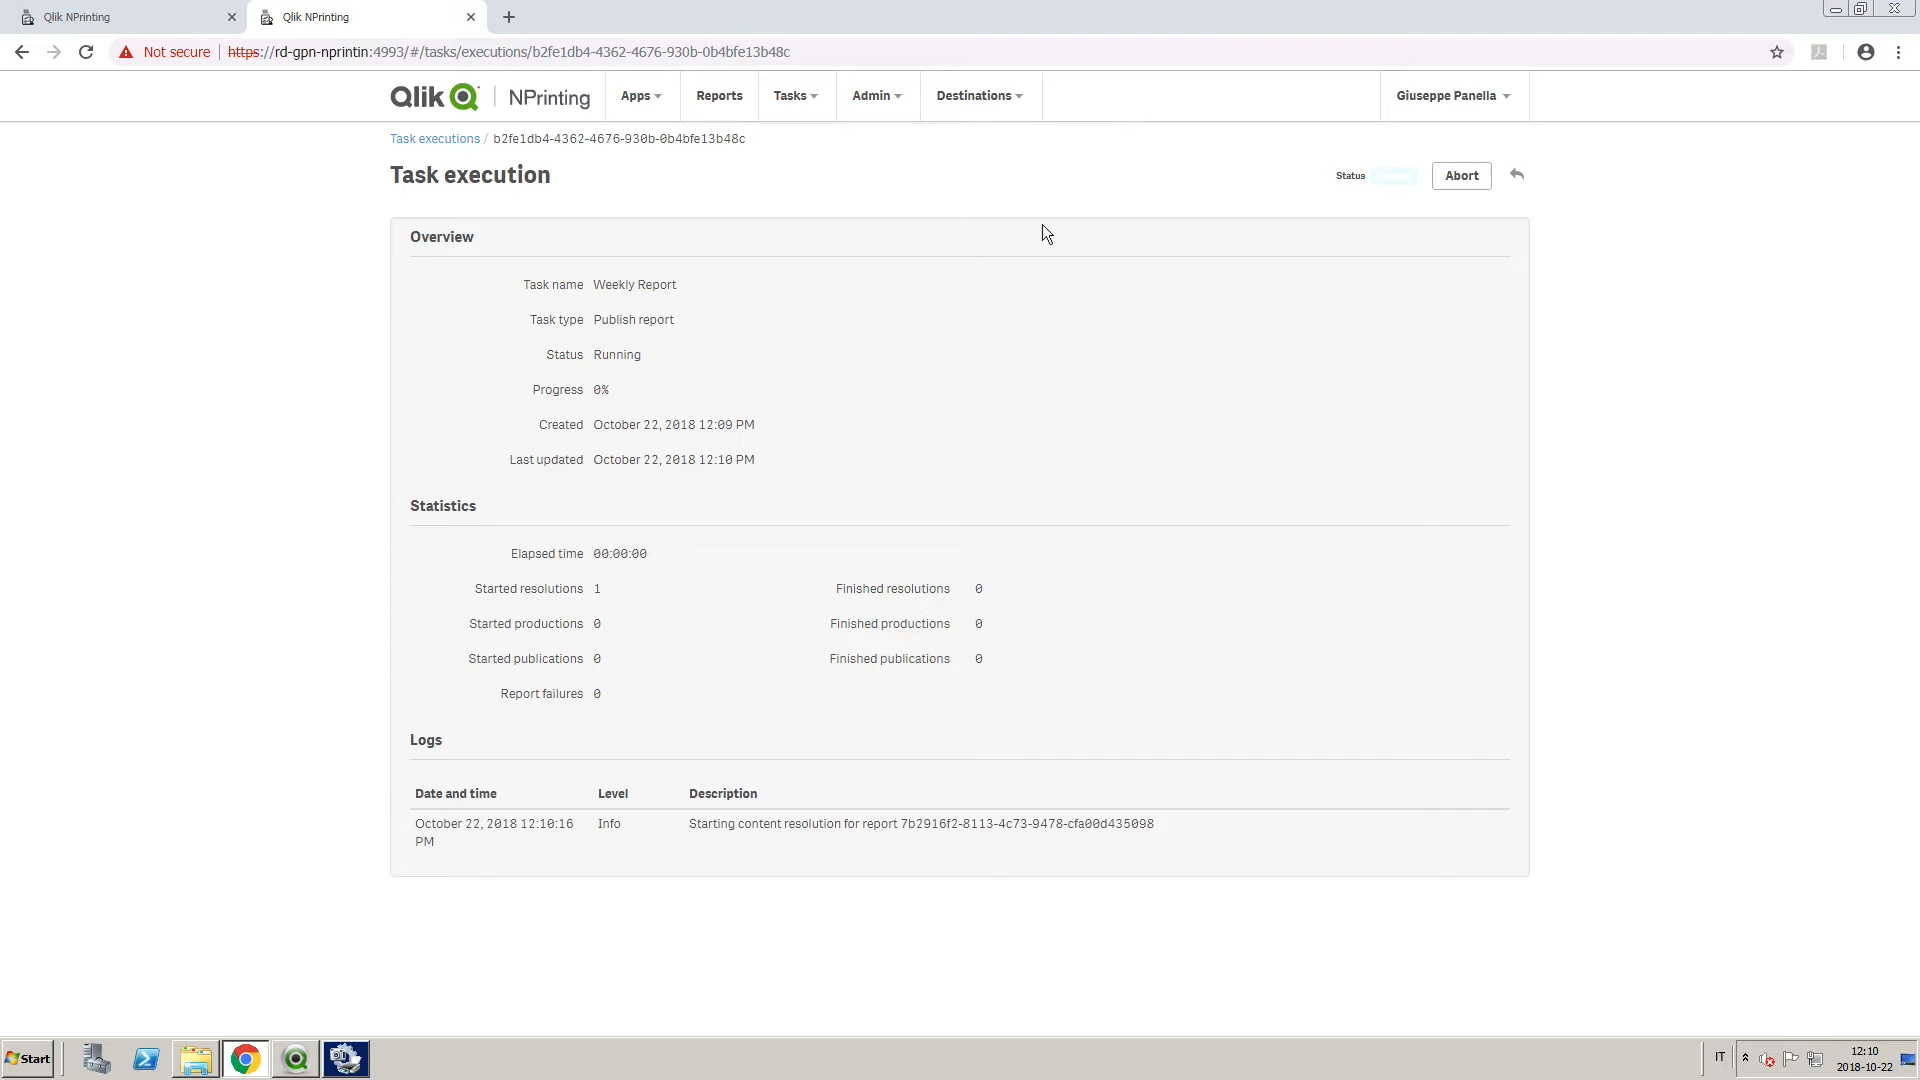 Qlik NPrinting
Qlik NPrinting
Not secure https://rd-gpn-nprintin:4993/#/tasks/executions/b2fe1db4-4362-4676-930b-0b4bfe13b48c
Qlik NPrinting Apps Reports Tasks Admin Destinations Giuseppe Panella
Task executions / b2fe1db4-4362-4676-930b-0b4bfe13b48c
Task execution Status Abort
Overview
Task name Weekly Report
Task type Publish report
Status Running
Progress 0%
Created October 22, 2018 12:09 PM
Last updated October 22, 2018 12:10 PM
Statistics
Elapsed time 00:00:00
Started resolutions 1 Finished resolutions 0
Started productions 0 Finished productions 0
Started publications 0 Finished publications 0
Report failures 0
Logs
Date and time Level Description
October 22, 2018 12:10:16 Info Starting content resolution for report 7b2916f2-8113-4c73-9478-cfa00d435098
PM
Start IT 12:10
2018-10-22